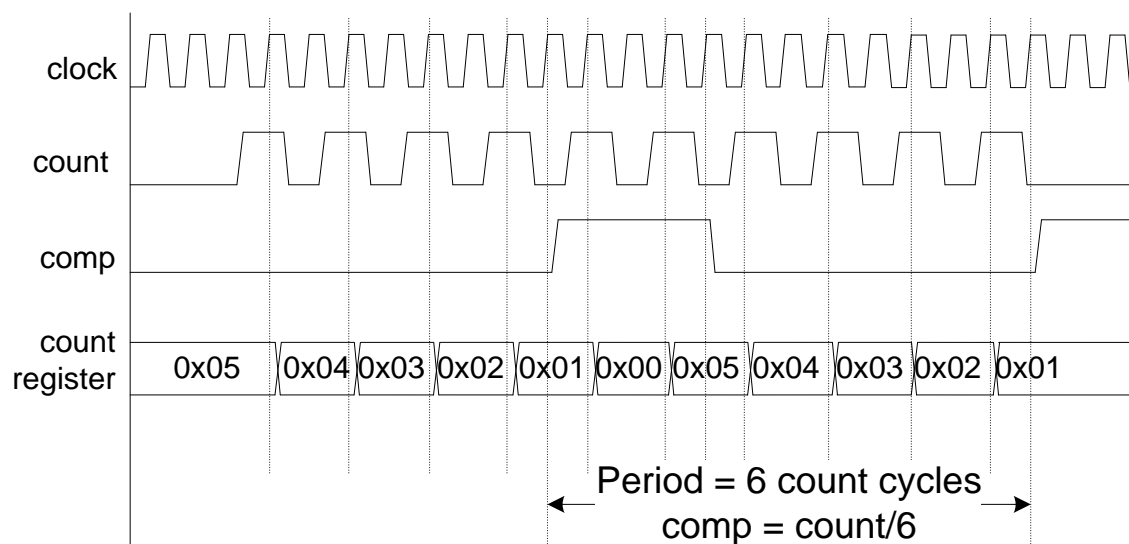 clock
count
comp
count
register
0x05 0x04 0x03 0x02 0x01 0x00 0x05 0x04 0x03 0x02 0x01
Period = 6 count cycles
comp = count/6